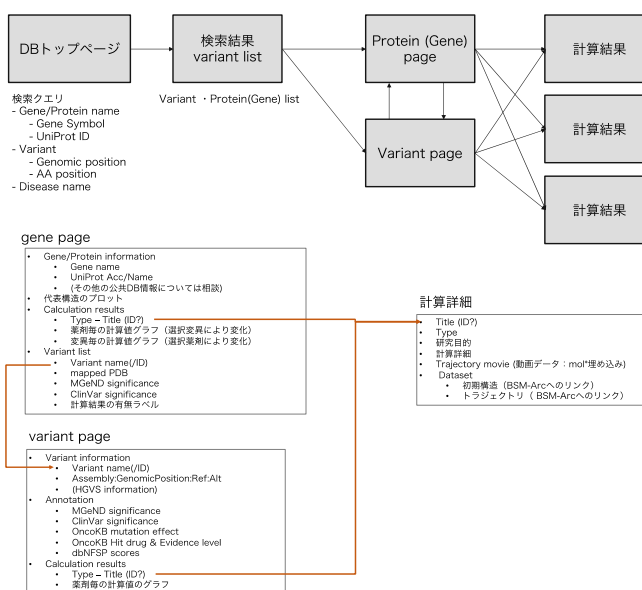 DBトップページ
検索結果
variant list
Protein (Gene)
page
計算結果
検索クエリ
- Gene/Protein name
- Gene Symbol
- UniProt ID
- Variant
- Genomic position
- AA position
- Disease name
Variant ・Protein(Gene) list
Variant page
計算結果
計算結果
gene page
• Gene/Protein information
• Gene name
• UniProt Acc/Name
• (その他の公共DB情報については相談)
• 代表構造のプロット
• Calculation results
• Type – Title (ID?)
• 薬剤毎の計算値グラフ（選択変異により変化）
• 変異毎の計算値グラフ（選択薬剤により変化）
• Variant list
• Variant name(/ID)
• mapped PDB
• MGeND significance
• ClinVar significance
• 計算結果の有無ラベル
計算詳細
• Title (ID?)
• Type
• 研究目的
• 計算詳細
• Trajectory movie (動画データ：mol*埋め込み)
• Dataset
• 初期構造（BSM-Arcへのリンク）
• トラジェクトリ（ BSM-Arcへのリンク）
variant page
• Variant information
• Variant name(/ID)
• Assembly:GenomicPosition:Ref:Alt
• (HGVS information)
• Annotation
• MGeND significance
• ClinVar significance
• OncoKB mutation effect
• OncoKB Hit drug & Evidence level
• dbNFSP scores
• Calculation results
• Type – Title (ID?)
• 薬剤毎の計算値のグラフ